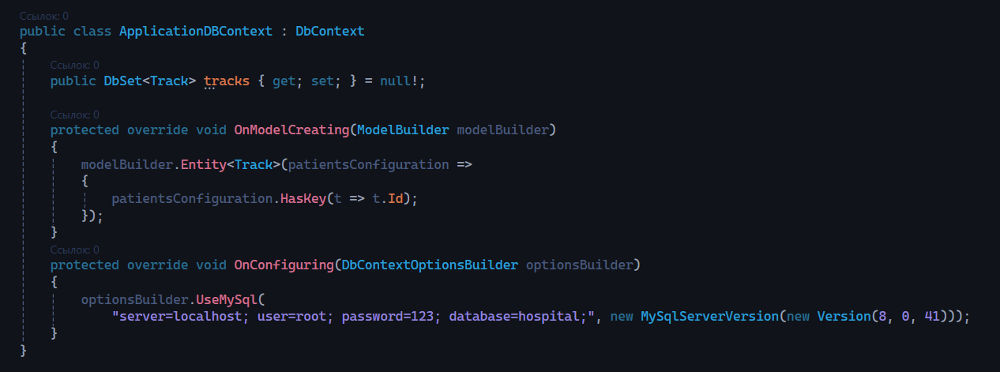 Ссылок: 0
public class ApplicationDBContext : DbContext
{
Ссылок: 0
public DbSet<Track> tracks { get; set; } = null!;
Ссылок: 0
protected override void OnModelCreating(ModelBuilder modelBuilder)
{
modelBuilder.Entity<Track>(patientsConfiguration =>
{
patientsConfiguration.HasKey(t => t.Id);
});
}
Ссылок: 0
protected override void OnConfiguring(DbContextOptionsBuilder optionsBuilder)
{
optionsBuilder.UseMySql(
"server=localhost; user=root; password=123; database=hospital;", new MySqlServerVersion(new Version(8, 0, 41)));
}
}